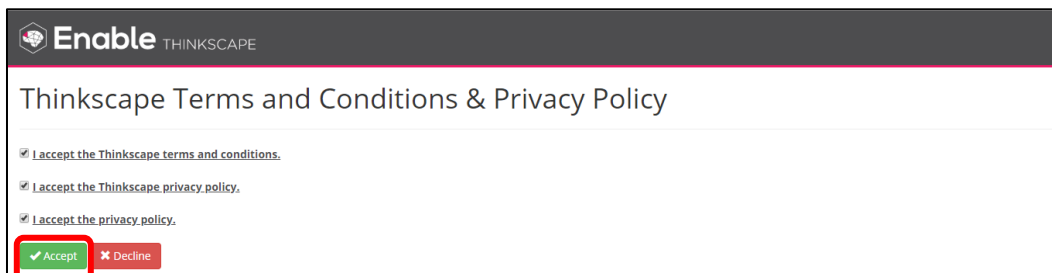 Enable THINKSCAPE
Thinkscape Terms and Conditions & Privacy Policy
I accept the Thinkscape terms and conditions.
I accept the Thinkscape privacy policy.
I accept the privacy policy.
Accept Decline